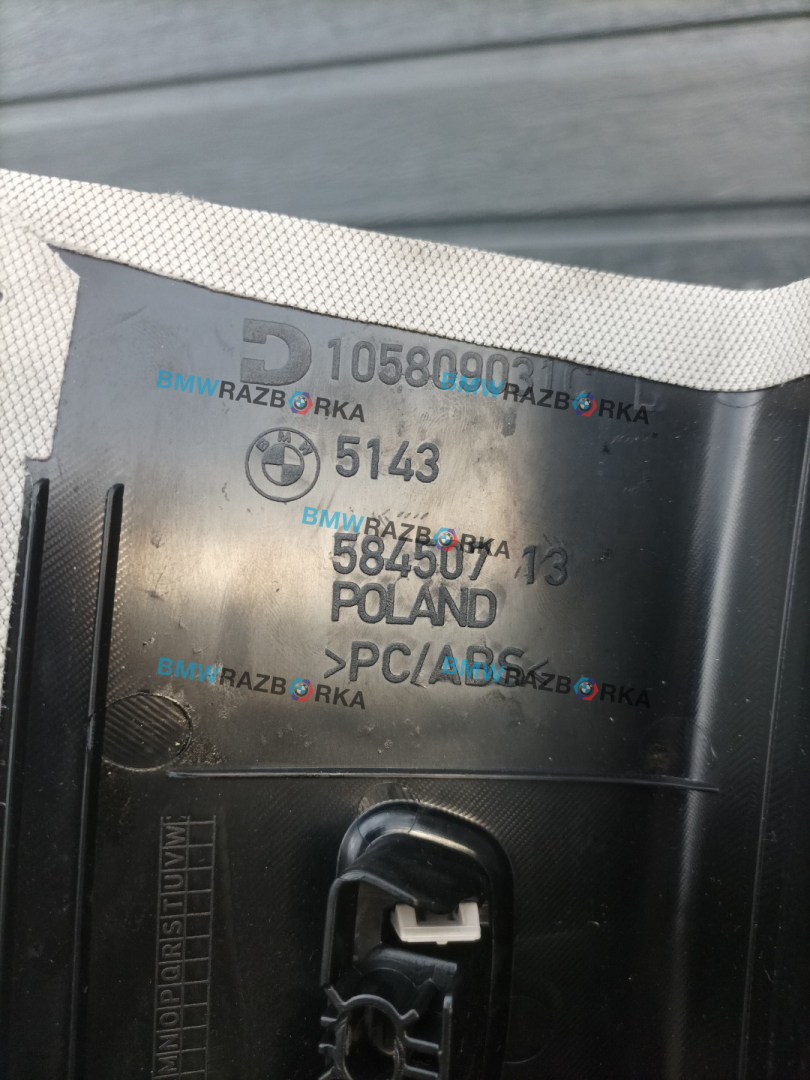 105809031
BMWRAZBORKA BMWRAZBORKA
BMW 5143
BMWRAZBORKA
584507 13
POLAND
>PC/ABS<
BMWRAZBORKA BMWRAZBORKA
MNOPQRSTUVW